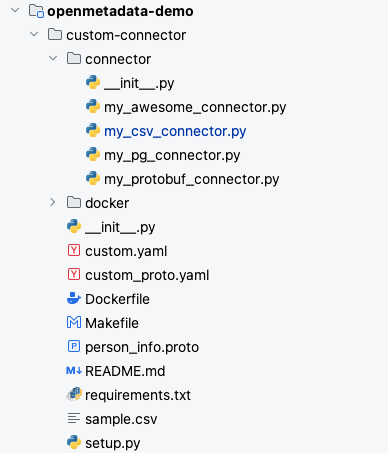 openmetadata-demo
custom-connector
connector
__init__.py
my_awesome_connector.py
my_csv_connector.py
my_pg_connector.py
my_protobuf_connector.py
docker
__init__.py
Y custom.yaml
Y custom_proto.yaml
Dockerfile
M Makefile
P person_info.proto
M↓ README.md
requirements.txt
sample.csv
setup.py